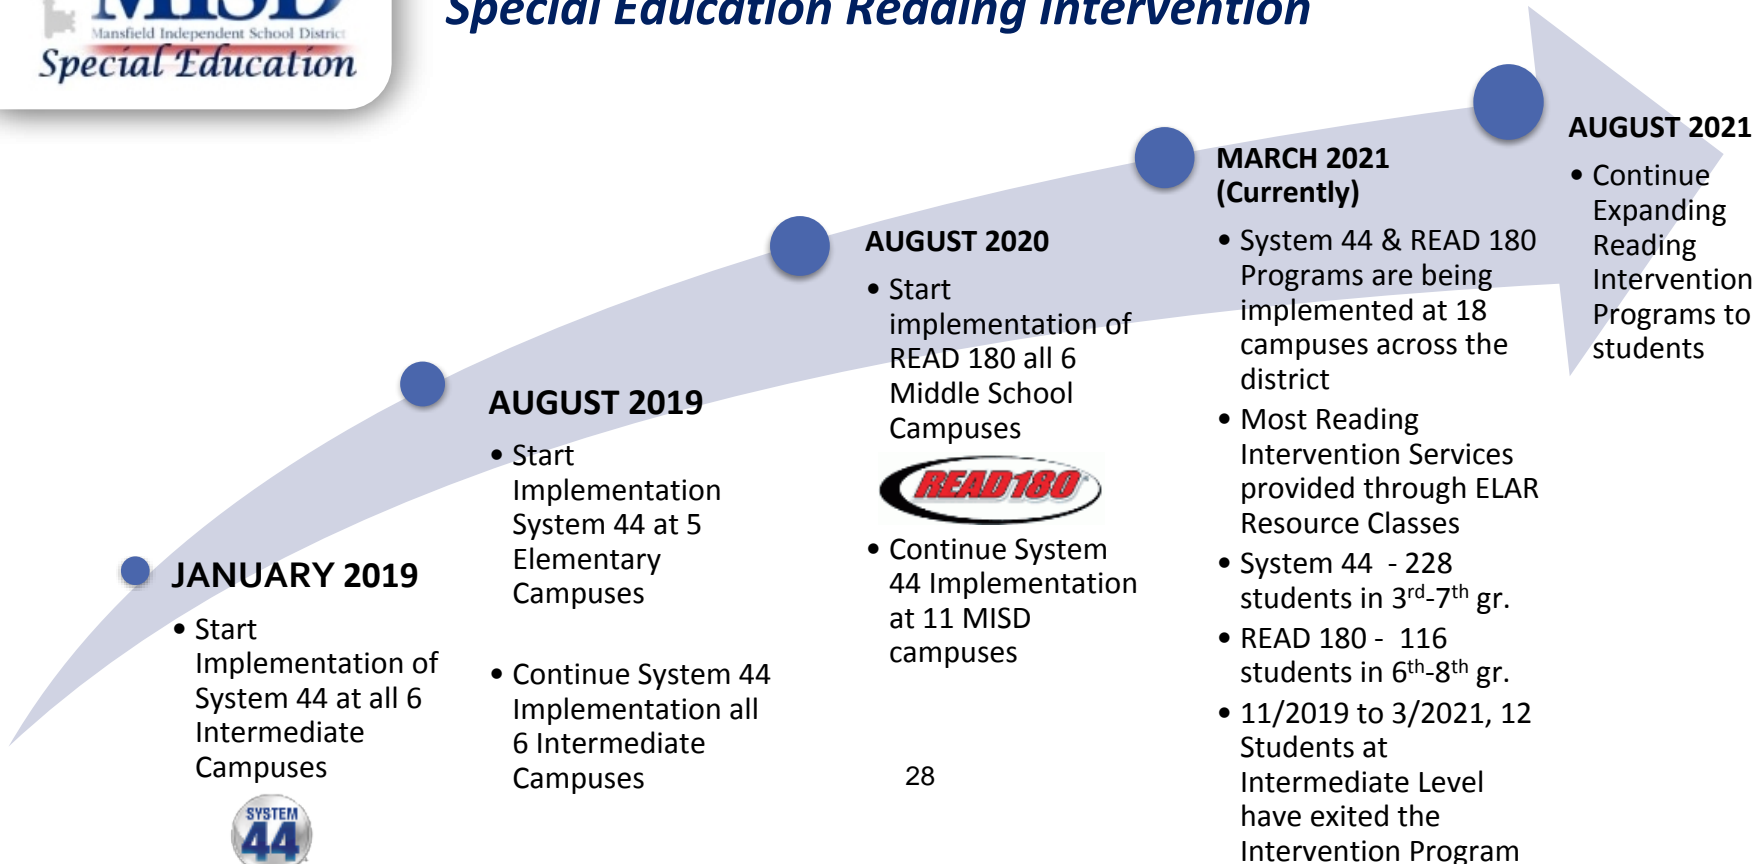 MISD
Mansfield Independent School District
Special Education
Special Education Reading Intervention
JANUARY 2019
• Start
Implementation of
System 44 at all 6
Intermediate
Campuses
SYSTEM
44
AUGUST 2019
• Start
Implementation
System 44 at 5
Elementary
Campuses
• Continue System 44
Implementation all
6 Intermediate
Campuses
AUGUST 2020
• Start
implementation of
READ 180 all 6
Middle School
Campuses
READ180
• Continue System
44 Implementation
at 11 MISD
campuses
28
MARCH 2021
(Currently)
• System 44 & READ 180
Programs are being
implemented at 18
campuses across the
district
• Most Reading
Intervention Services
provided through ELAR
Resource Classes
• System 44 - 228
students in 3rd-7th gr.
• READ 180 - 116
students in 6th-8th gr.
• 11/2019 to 3/2021, 12
Students at
Intermediate Level
have exited the
Intervention Program
AUGUST 2021
• Continue
Expanding
Reading
Intervention
Programs to
students